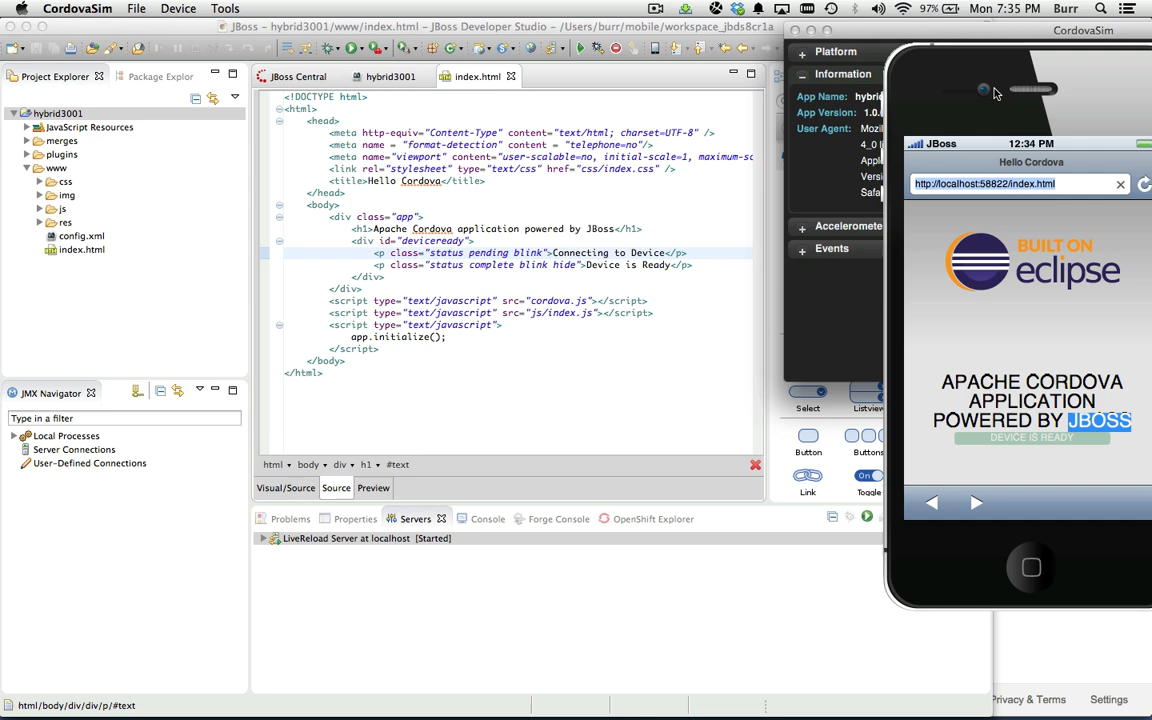 CordovaSim File Device Tools 97% Mon 7:35 PM Burr
JBoss – hybrid3001/www/index.html – JBoss Developer Studio – /Users/burr/mobile/workspace_jbds8cr1a
CordovaSim
Project Explorer Package Explor
JBoss Central hybrid3001 index.html
hybrid3001
JavaScript Resources
merges
plugins
www
css
img
js
res
config.xml
index.html
<!DOCTYPE html>
<html>
<head>
<meta http-equiv="Content-Type" content="text/html; charset=UTF-8" />
<meta name = "format-detection" content = "telephone=no"/>
<meta name="viewport" content="user-scalable=no, initial-scale=1, maximum-sc
<link rel="stylesheet" type="text/css" href="css/index.css" />
<title>Hello Cordova</title>
</head>
<body>
<div class="app">
<h1>Apache Cordova application powered by JBoss</h1>
<div id="deviceready">
<p class="status pending blink">Connecting to Device</p>
<p class="status complete blink hide">Device is Ready</p>
</div>
</div>
<script type="text/javascript" src="cordova.js"></script>
<script type="text/javascript" src="js/index.js"></script>
<script type="text/javascript">
app.initialize();
</script>
</body>
</html>
html body div h1 #text
Visual/Source Source Preview
Platform
Information
App Name: hybrid
App Version: 1.0.
User Agent: Mozil
4_0 l
Appl
Versi
Safa
Acceleromete
Events
JBoss 12:34 PM
Hello Cordova
http://localhost:58822/index.html
BUILT ON
eclipse
APACHE CORDOVA
APPLICATION
POWERED BY JBOSS
DEVICE IS READY
Select Listview
Button Buttons
Link On Toggle
JMX Navigator
Type in a filter
Local Processes
Server Connections
User-Defined Connections
Problems Properties Servers Console Forge Console OpenShift Explorer
LiveReload Server at localhost [Started]
html/body/div/div/p/#text
Privacy & Terms Settings